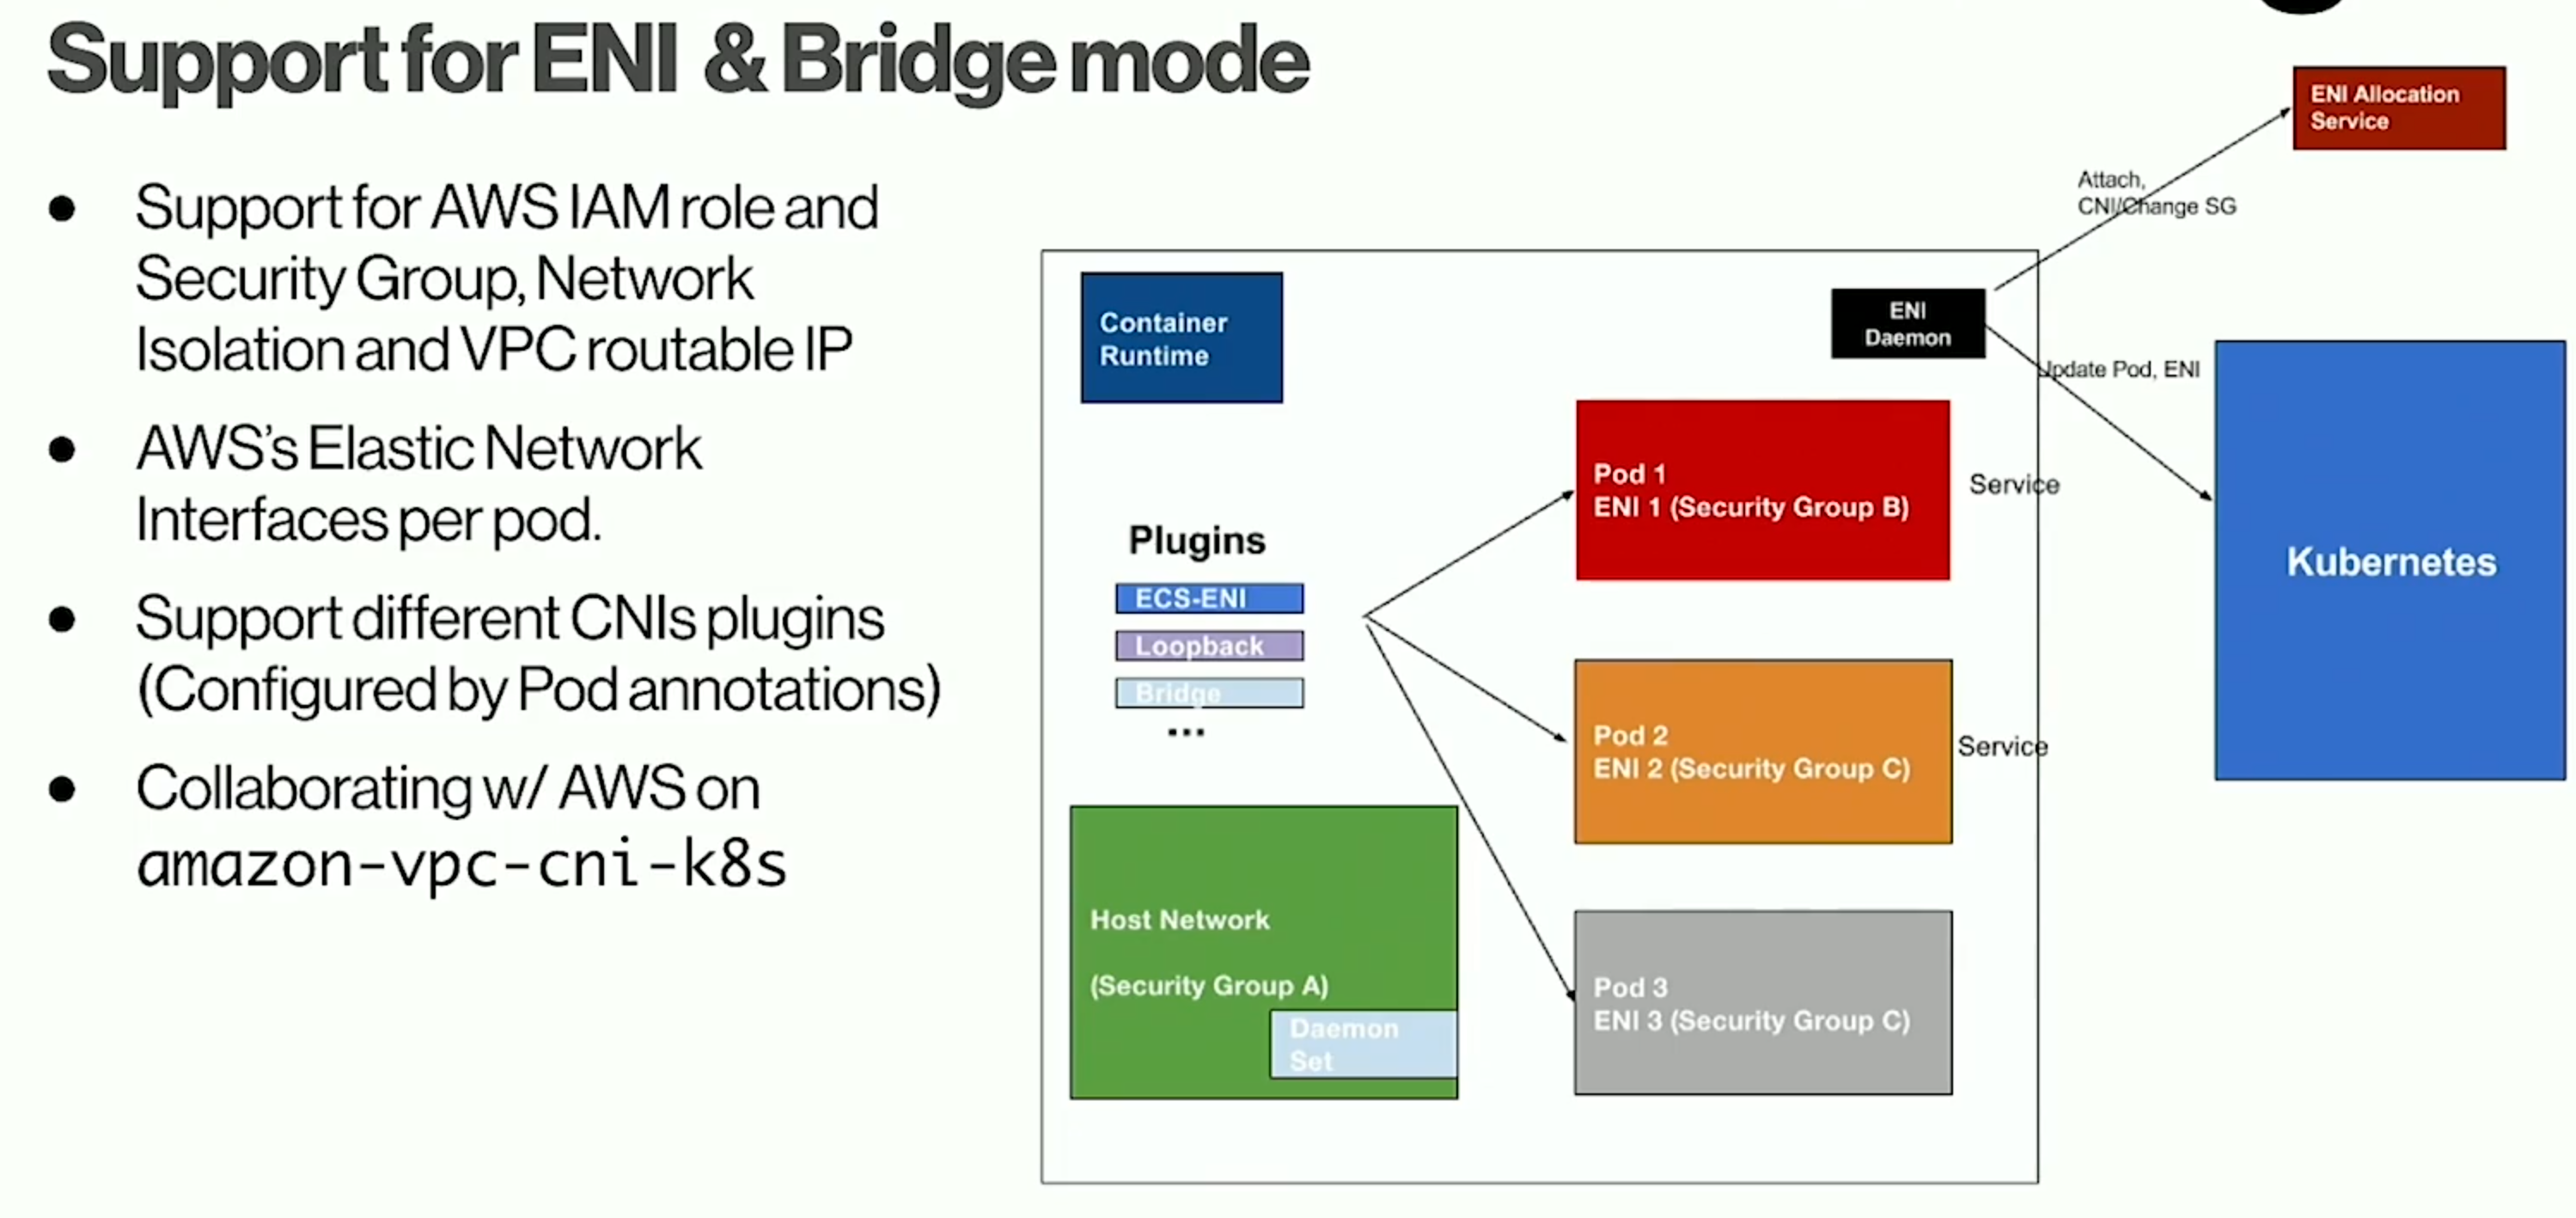 Support for ENI & Bridge mode
● Support for AWS IAM role and
Security Group, Network
Isolation and VPC routable IP
● AWS's Elastic Network
Interfaces per pod.
● Support different CNIs plugins
(Configured by Pod annotations)
● Collaborating w/ AWS on
amazon-vpc-cni-k8s
ENI Allocation
Service
Attach,
CNI/Change SG
Container
Runtime
ENI
Daemon
Update Pod, ENI
Plugins
ECS-ENI
Loopback
Bridge
...
Pod 1
ENI 1 (Security Group B)
Service
Kubernetes
Pod 2
ENI 2 (Security Group C)
Service
Host Network
(Security Group A)
Daemon
Set
Pod 3
ENI 3 (Security Group C)